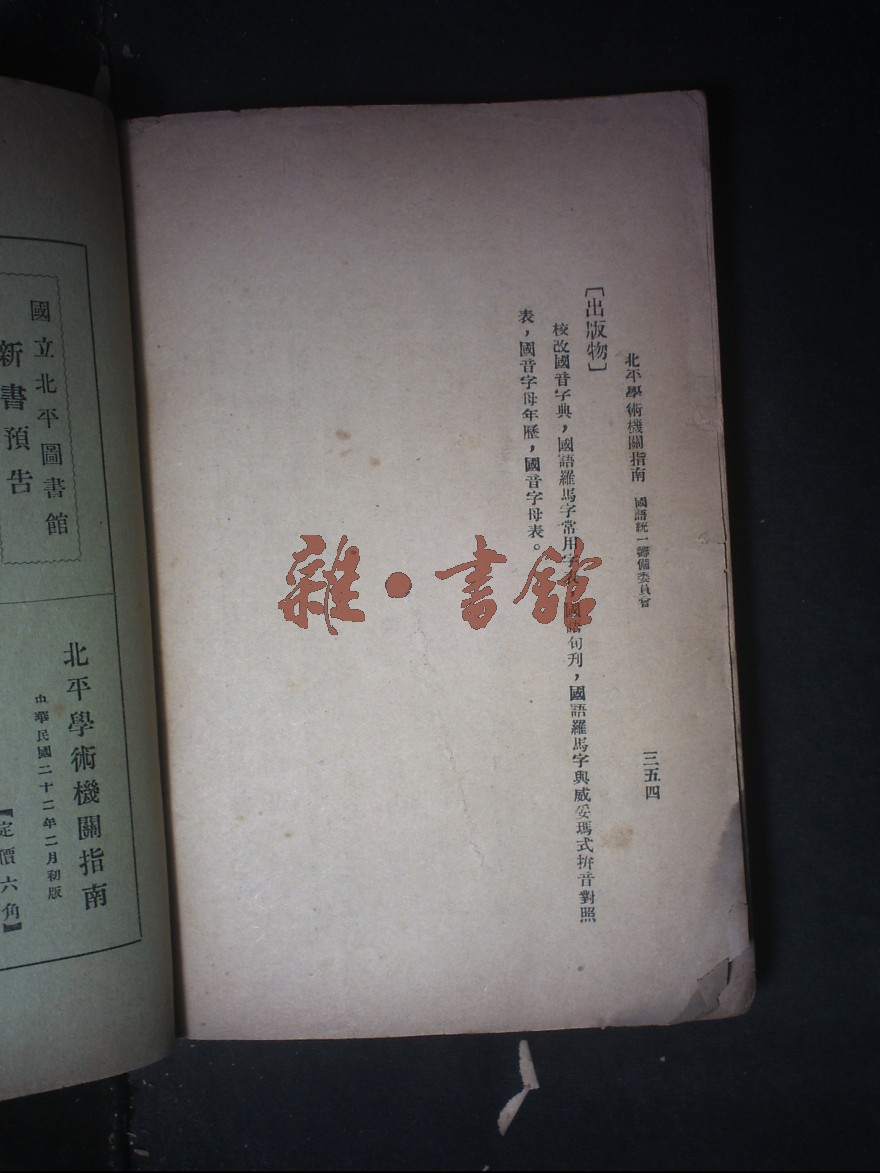 北平學術機關指南　國語統一籌備委員會　三五四
[出版物]
校改國音字典，國語羅馬字常用字表，國語旬刊，國語羅馬字與威妥瑪式拚音對照
表，國音字母年歷，國音字母表。
雜·書館
國立北平圖書館
新書預告
北平學術機關指南
中華民國二十二年二月初版
【定價六角】